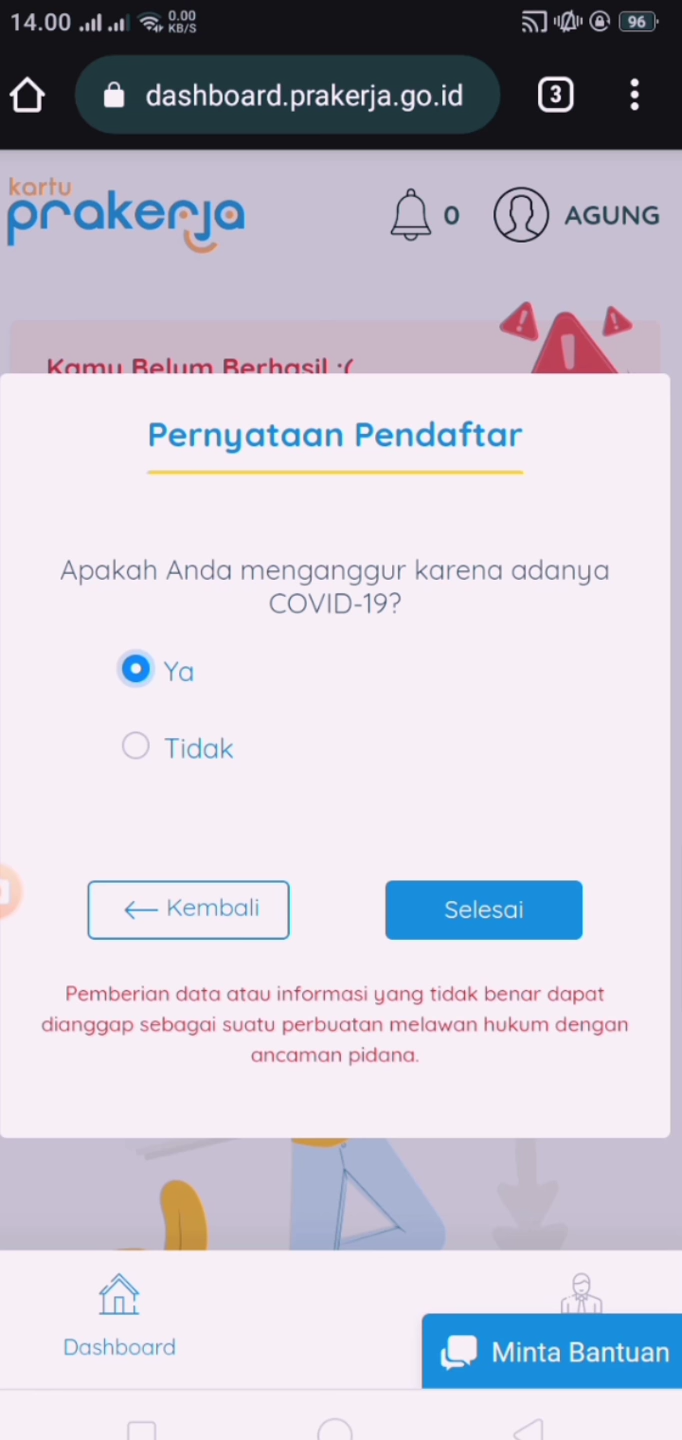 14.00
0.00
KB/S
96
dashboard.prakerja.go.id
3
kartu
prakerja
0
AGUNG
Kamu Belum Berhasil :(
Pernyataan Pendaftar
Apakah Anda menganggur karena adanya
COVID-19?
Ya
Tidak
← Kembali
Selesai
Pemberian data atau informasi yang tidak benar dapat
dianggap sebagai suatu perbuatan melawan hukum dengan
ancaman pidana.
Dashboard
Minta Bantuan